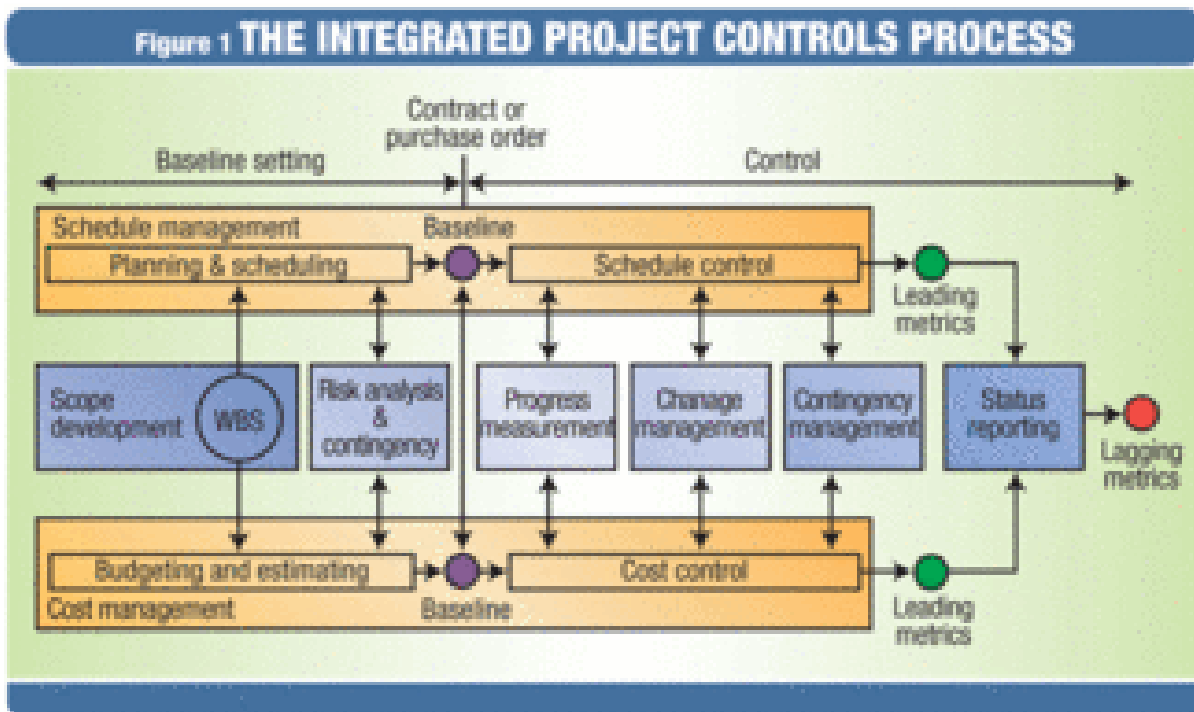 Figure 1 THE INTEGRATED PROJECT CONTROLS PROCESS
Contract or
purchase order
Baseline setting
Control
Schedule management
Baseline
Planning & scheduling
Schedule control
Leading
metrics
Scope
development
WBS
Risk analysis
&
contingency
Progress
measurement
Chanage
management
Contingency
management
Status
reporting
Lagging
metrics
Budgeting and estimating
Cost control
Cost management
Baseline
Leading
metrics